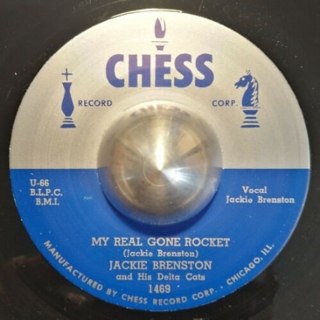 CHESS
RECORD CORP.
U-66
B.L.P.C.
B.M.I.
Vocal
Jackie Brenston
MY REAL GONE ROCKET
(Jackie Brenston)
JACKIE BRENSTON
and His Delta Cats
1469
MANUFACTURED BY CHESS RECORD CORP. - CHICAGO, ILL.